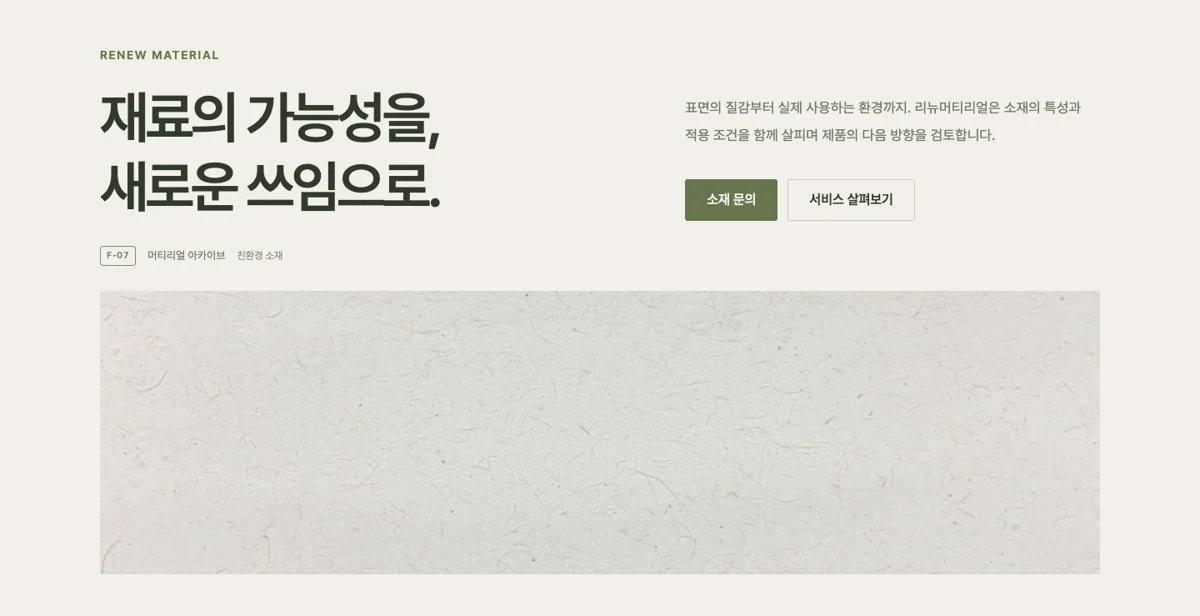 RENEW MATERIAL
재료의 가능성을,
새로운 쓰임으로.
표면의 질감부터 실제 사용하는 환경까지. 리뉴머티리얼은 소재의 특성과
적용 조건을 함께 살피며 제품의 다음 방향을 검토합니다.
소재 문의
서비스 살펴보기
F-07 머티리얼 아카이브 친환경 소재